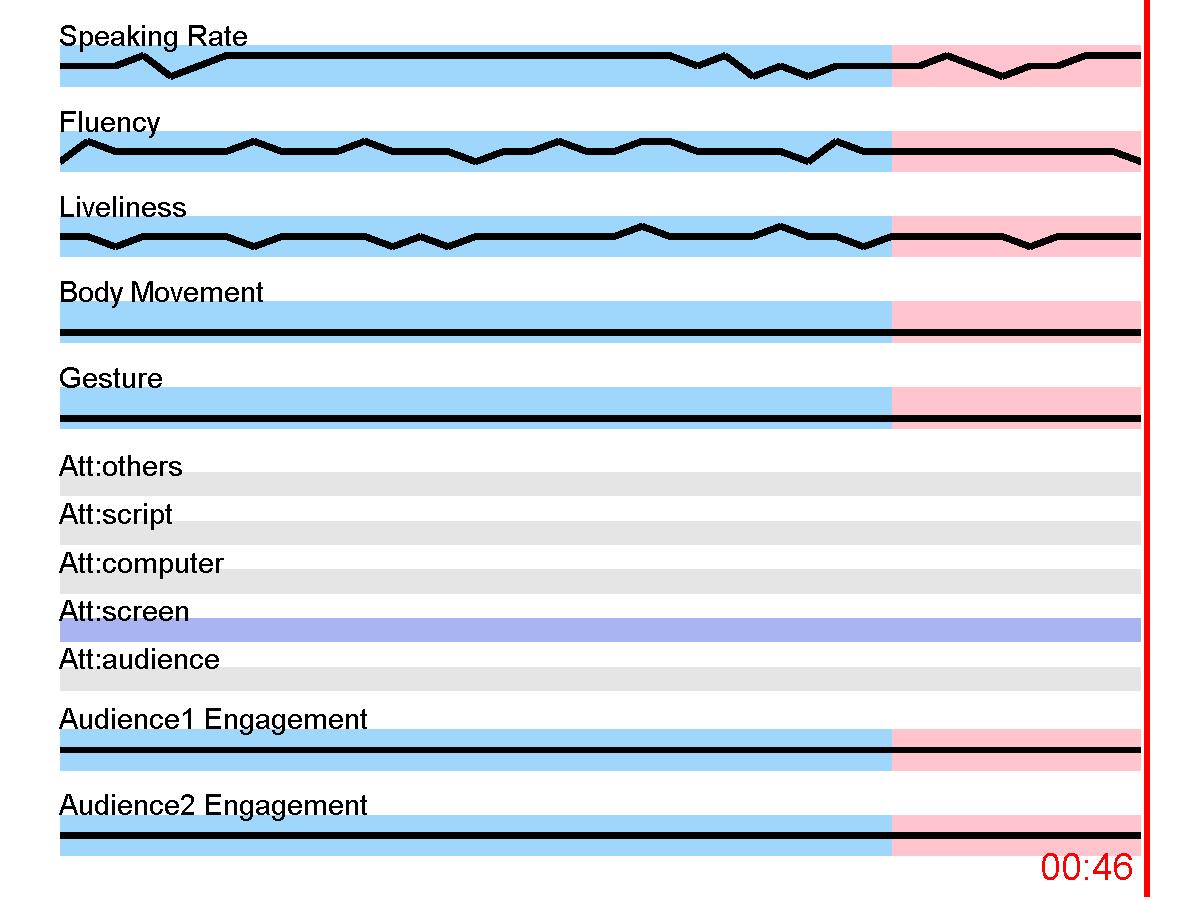 Speaking Rate
Fluency
Liveliness
Body Movement
Gesture
Att:others
Att:script
Att:computer
Att:screen
Att:audience
Audience1 Engagement
Audience2 Engagement
00:46